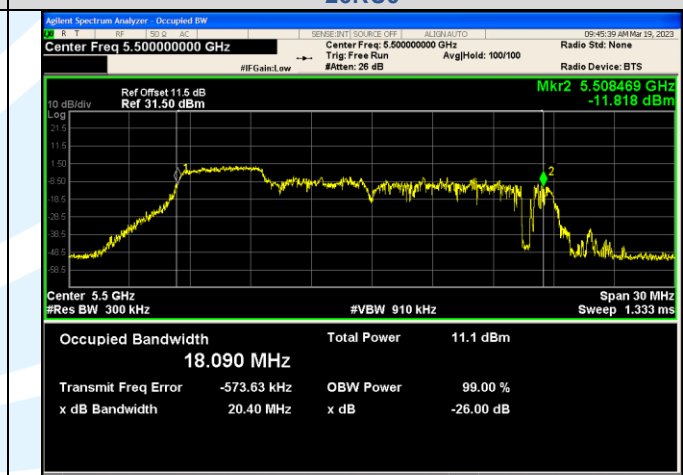 Agilent Spectrum Analyzer - Occupied BW
R T RF 50 Ω AC SENSE:INT SOURCE OFF ALIGN AUTO 09:45:39 AM Mar 19, 2023
Center Freq 5.500000000 GHz Center Freq: 5.500000000 GHz Radio Std: None
Trig: Free Run Avg|Hold: 100/100
#IFGain:Low #Atten: 26 dB Radio Device: BTS
Ref Offset 11.5 dB Mkr2 5.508469 GHz
10 dB/div Ref 31.50 dBm -11.818 dBm
Log
21.5
11.5
1.50
-8.50
-18.5
-28.5
-38.5
-48.5
-58.5
1
2
Center 5.5 GHz Span 30 MHz
#Res BW 300 kHz #VBW 910 kHz Sweep 1.333 ms
Occupied Bandwidth Total Power 11.1 dBm
18.090 MHz
Transmit Freq Error -573.63 kHz OBW Power 99.00 %
x dB Bandwidth 20.40 MHz x dB -26.00 dB